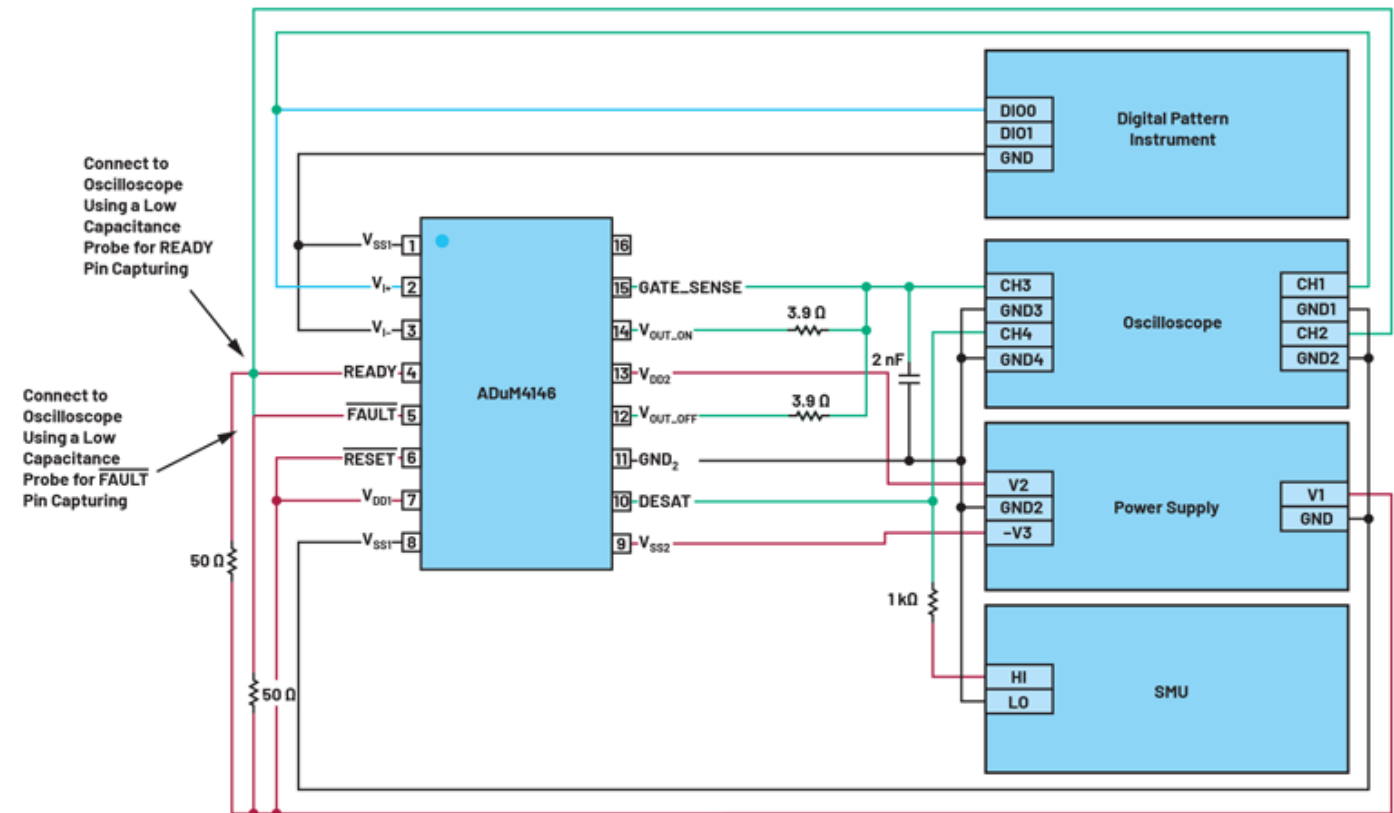 DIO0
DIO1
GND
Digital Pattern
Instrument
Connect to
Oscilloscope
Using a Low
Capacitance
Probe for READY
Pin Capturing
Connect to
Oscilloscope
Using a Low
Capacitance
Probe for FAULT
Pin Capturing
VSS1 1
VI+ 2
VI– 3
READY 4
FAULT 5
RESET 6
VDD1 7
VSS1 8
ADuM4146
16
15 GATE_SENSE
14 VOUT_ON
13 VDD2
12 VOUT_OFF
11 GND2
10 DESAT
9 VSS2
3.9 Ω
2 nF
3.9 Ω
1 kΩ
50 Ω
50 Ω
CH3
GND3
CH4
GND4
Oscilloscope
CH1
GND1
CH2
GND2
V2
GND2
–V3
Power Supply
V1
GND
HI
LO
SMU